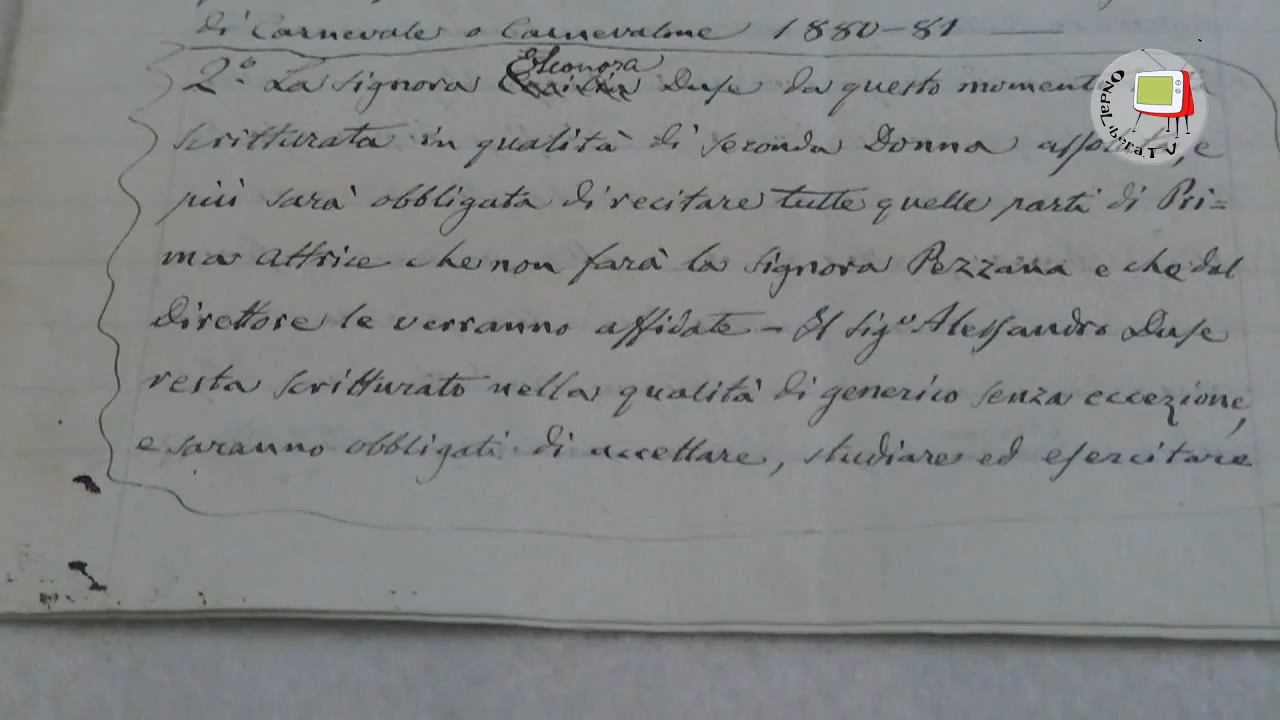 di Carnevale o Carnevalone 1880-81 —
2º. La Signora Eleonora Duse da questo momento
scritturata in qualità di seconda Donna assoluta, e
più sarà obbligata di recitare tutte quelle parti di Pri=
ma Attrice che non farà la Signora Pezzana e che dal
Direttore le verranno affidate – Il Sigº Alessandro Duse
resta scritturato nella qualità di generico senza eccezione,
e saranno obbligati di accettare, studiare ed esercitare
OndaLiberaTV